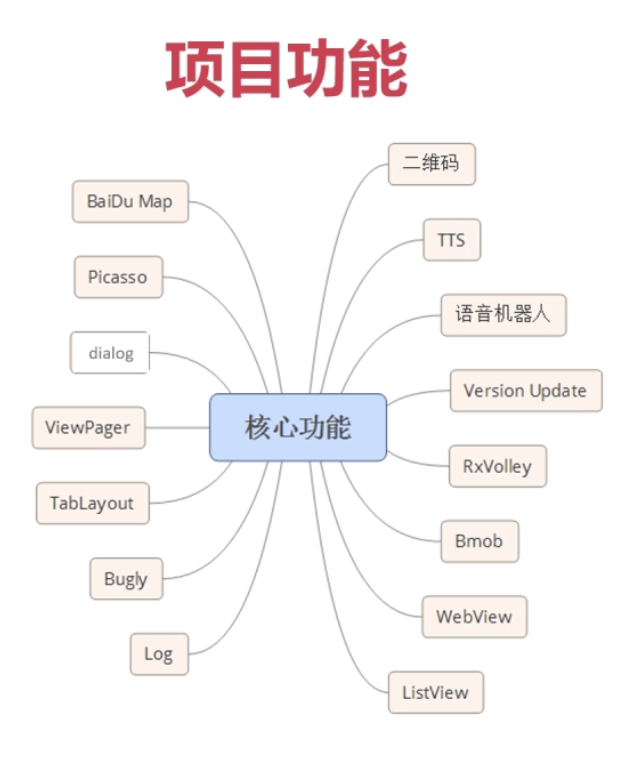 项目功能
二维码
BaiDu Map
TTS
Picasso
语音机器人
dialog
Version Update
核心功能
ViewPager
RxVolley
TabLayout
Bmob
Bugly
WebView
Log
ListView